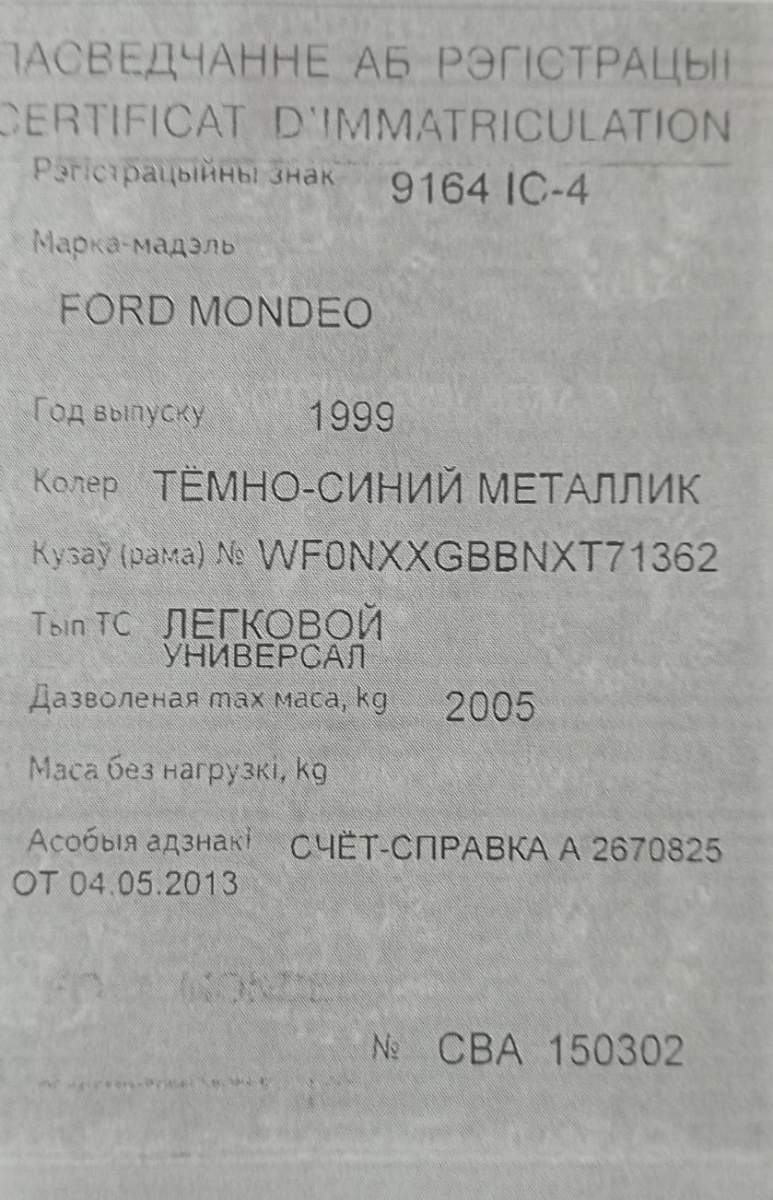 ПАСВЕДЧАННЕ АБ РЭГІСТРАЦЫІ
CERTIFICAT D'IMMATRICULATION
Рэгістрацыйны знак 9164 IC-4
Марка-мадэль
FORD MONDEO
Год выпуску 1999
Колер ТЁМНО-СИНИЙ МЕТАЛЛИК
Кузаў (рама) № WF0NXXGBBNXT71362
Тып ТС ЛЕГКОВОЙ
УНИВЕРСАЛ
Дазволеная max маса, kg 2005
Маса без нагрузкі, kg
Асобыя адзнакі СЧЁТ-СПРАВКА А 2670825
ОТ 04.05.2013
№ СВА 150302